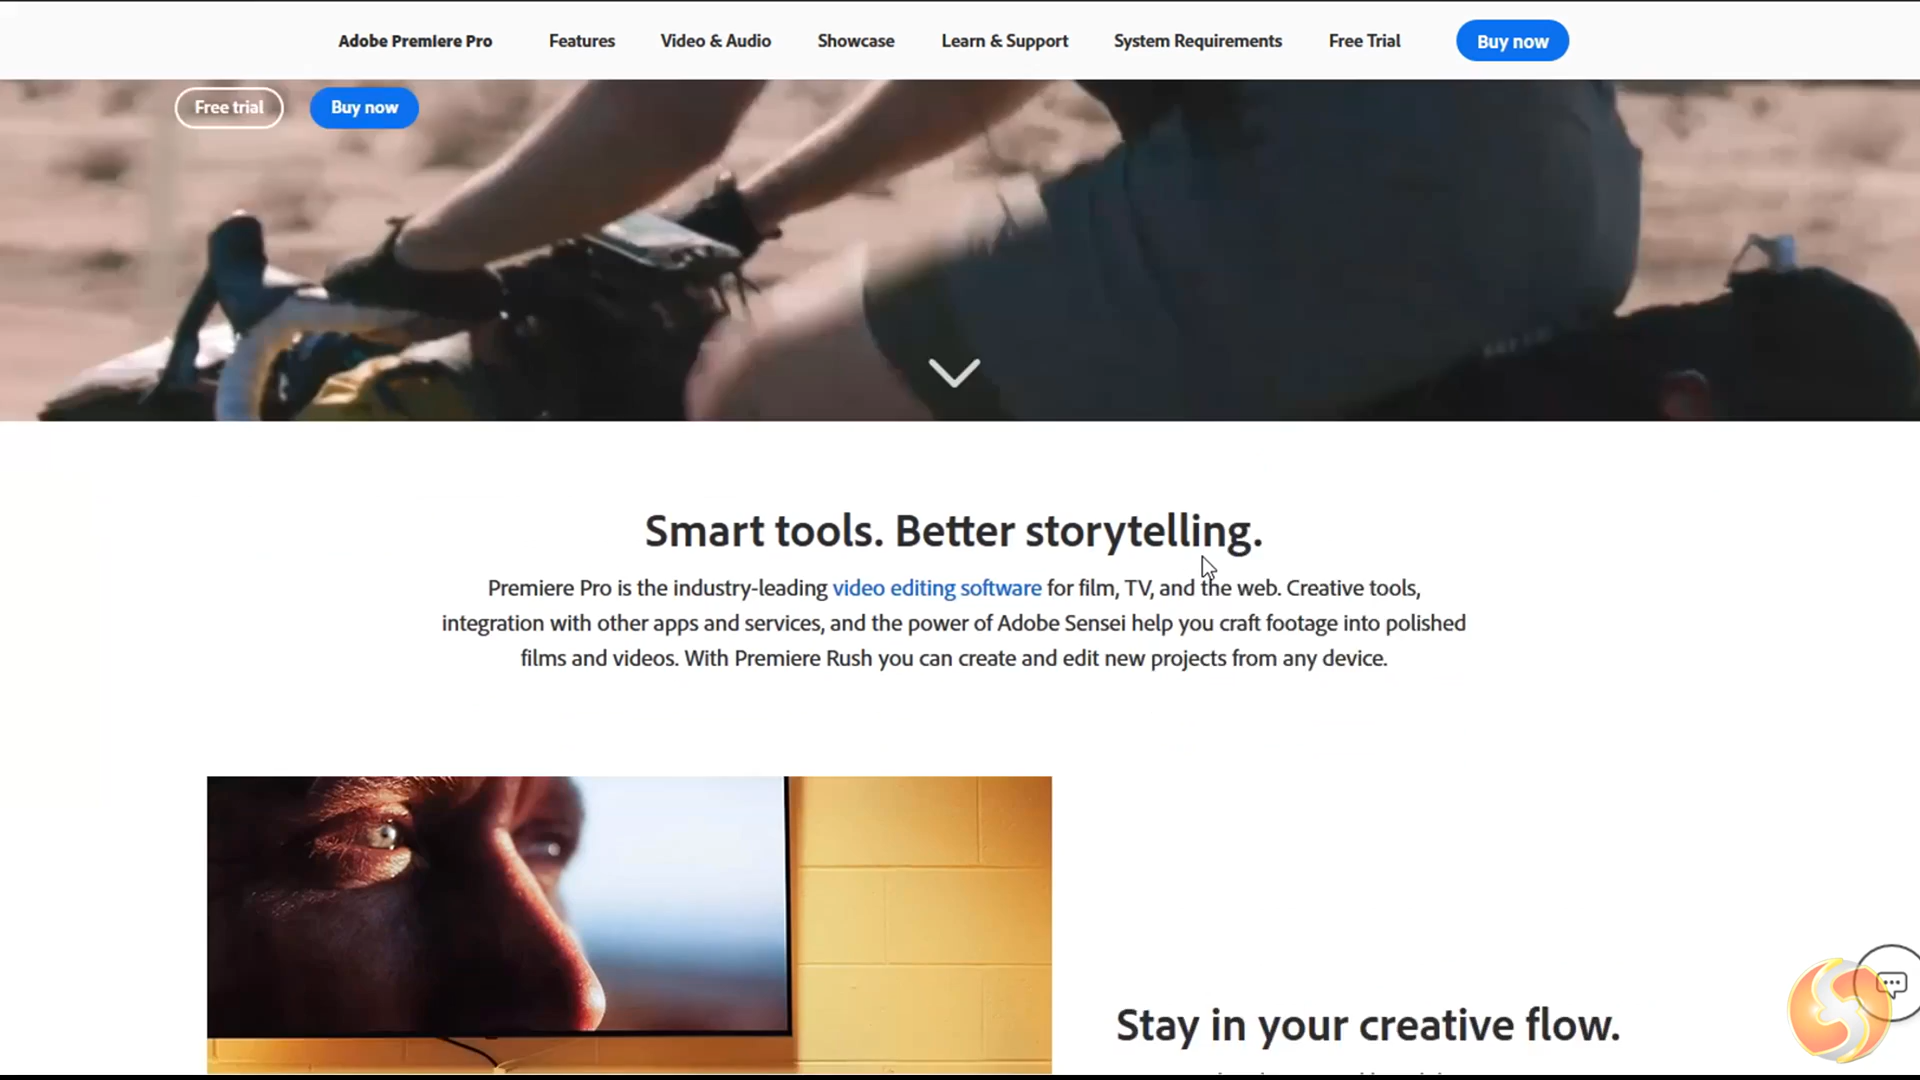 Adobe Premiere Pro Features Video & Audio Showcase Learn & Support System Requirements Free Trial Buy now
Free trial Buy now
Smart tools. Better storytelling.
Premiere Pro is the industry-leading video editing software for film, TV, and the web. Creative tools,
integration with other apps and services, and the power of Adobe Sensei help you craft footage into polished
films and videos. With Premiere Rush you can create and edit new projects from any device.
Stay in your creative flow.